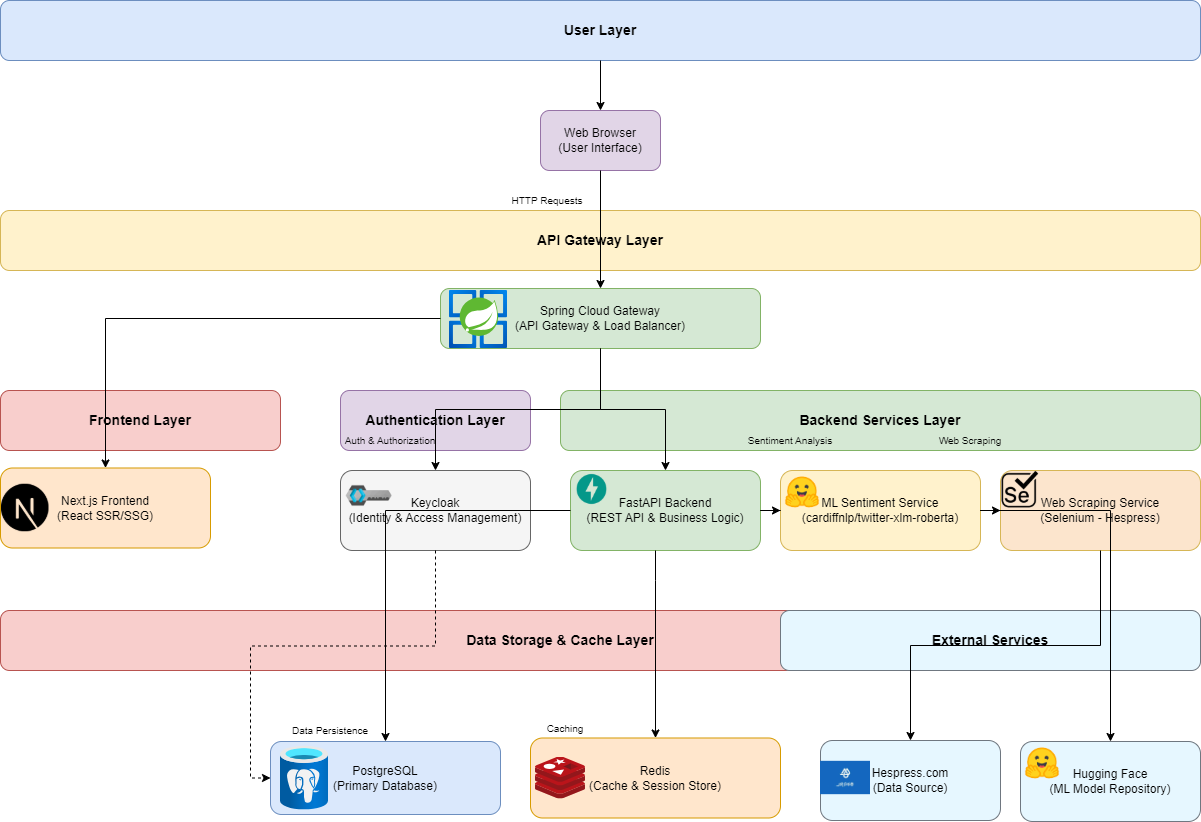 User Layer
Web Browser
(User Interface)
HTTP Requests
API Gateway Layer
Spring Cloud Gateway
(API Gateway & Load Balancer)
Frontend Layer
Authentication Layer
Auth & Authorization
Backend Services Layer
Sentiment Analysis
Web Scraping
N
Next.js Frontend
(React SSR/SSG)
Keycloak
(Identity & Access Management)
FastAPI Backend
(REST API & Business Logic)
ML Sentiment Service
(cardiffnlp/twitter-xlm-roberta)
Se
Web Scraping Service
(Selenium - Hespress)
Data Storage & Cache Layer
External Services
Data Persistence
Caching
PostgreSQL
(Primary Database)
Redis
(Cache & Session Store)
Hespress.com
(Data Source)
Hugging Face
(ML Model Repository)